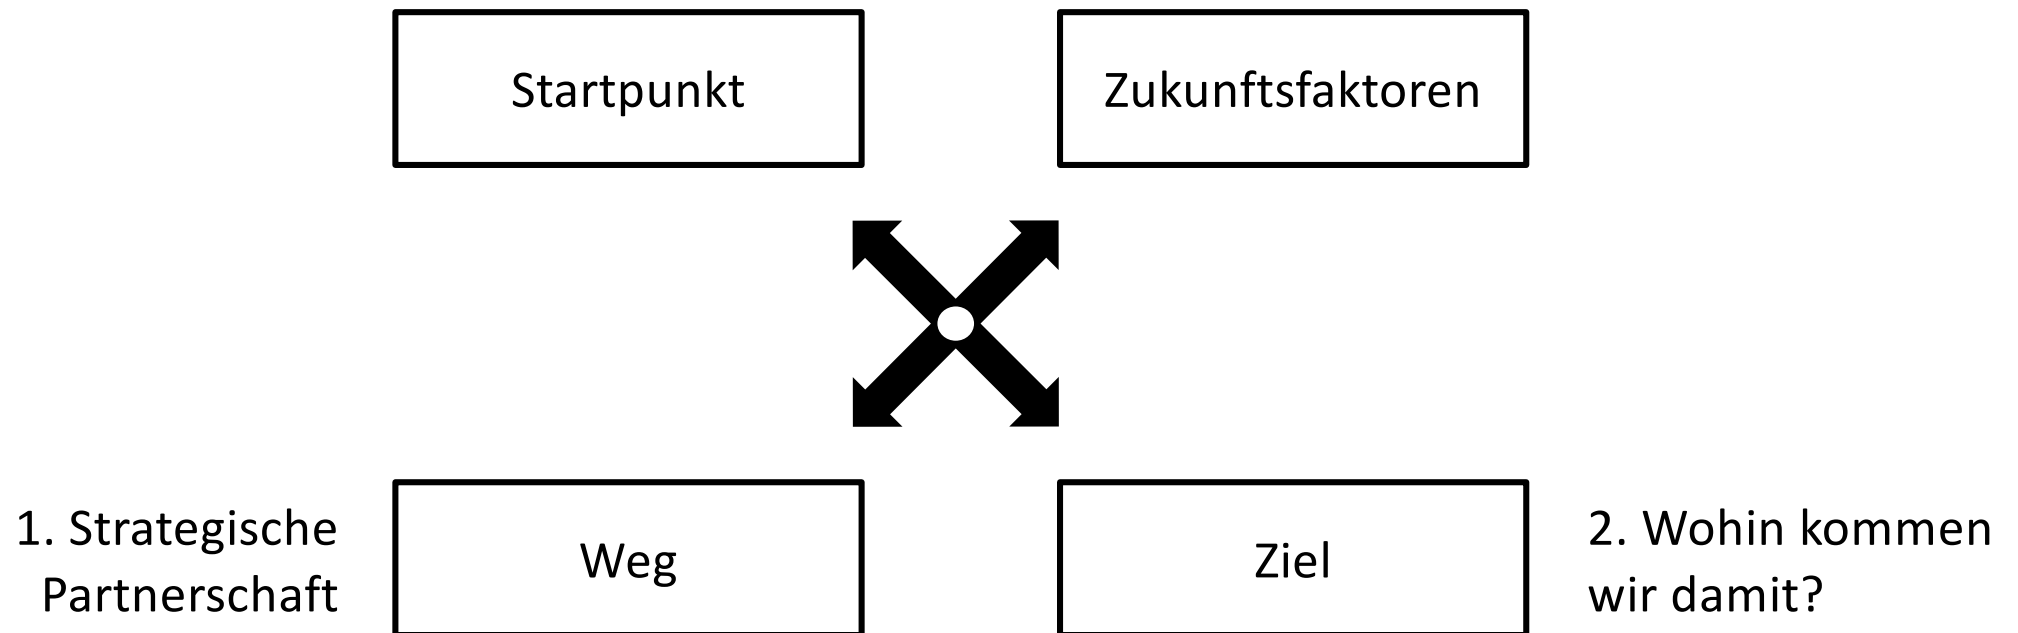 Startpunkt
Zukunftsfaktoren
1. Strategische
Partnerschaft
Weg
Ziel
2. Wohin kommen
wir damit?